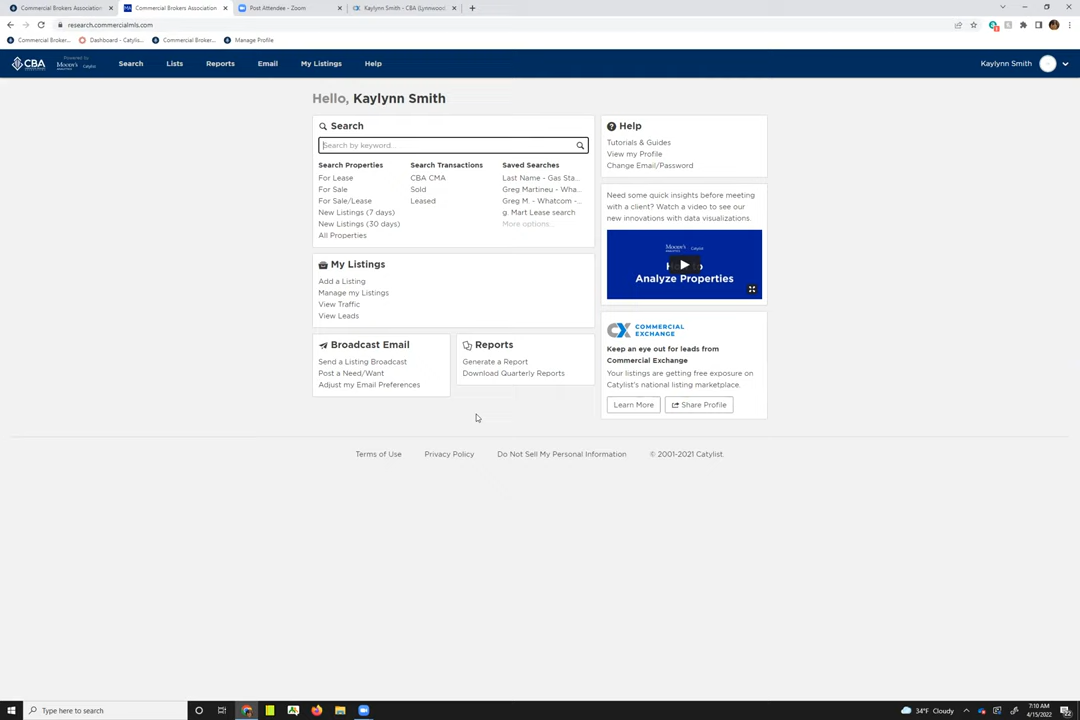 Commercial Brokers Association
Commercial Brokers Association
Post Attendee - Zoom
Kaylynn Smith - CBA (Lynnwood
research.commercialmls.com
Commercial Broker...
Dashboard - Catylis...
Commercial Broker...
Manage Profile
CBA
Powered by
Moody's
Catylist
Search
Lists
Reports
Email
My Listings
Help
Kaylynn Smith
Hello, Kaylynn Smith
Search
Search by keyword...
Search Properties
For Lease
For Sale
For Sale/Lease
New Listings (7 days)
New Listings (30 days)
All Properties
Search Transactions
CBA CMA
Sold
Leased
Saved Searches
Last Name - Gas Sta...
Greg Martineu - Wha...
Greg M. - Whatcom -...
g. Mart Lease search
More options...
My Listings
Add a Listing
Manage my Listings
View Traffic
View Leads
Broadcast Email
Send a Listing Broadcast
Post a Need/Want
Adjust my Email Preferences
Reports
Generate a Report
Download Quarterly Reports
Help
Tutorials & Guides
View my Profile
Change Email/Password
Need some quick insights before meeting
with a client? Watch a video to see our
new innovations with data visualizations.
Moody's
Catylist
Analyze Properties
CX COMMERCIAL
EXCHANGE
Keep an eye out for leads from
Commercial Exchange
Your listings are getting free exposure on
Catylist's national listing marketplace.
Learn More
Share Profile
Terms of Use
Privacy Policy
Do Not Sell My Personal Information
© 2001-2021 Catylist.
Type here to search
34°F Cloudy
7:10 AM
4/15/2022